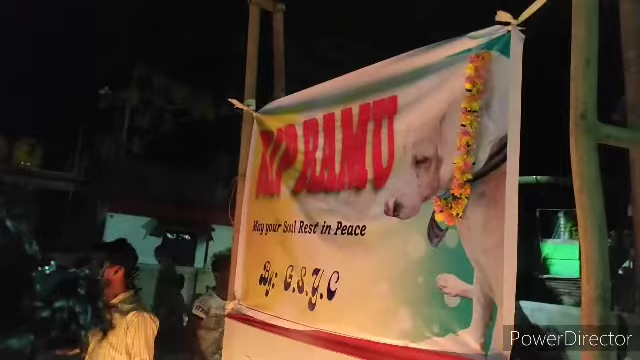 RIP RAMU
May your Soul Rest in Peace
By: G.S.Y.C
PowerDirector